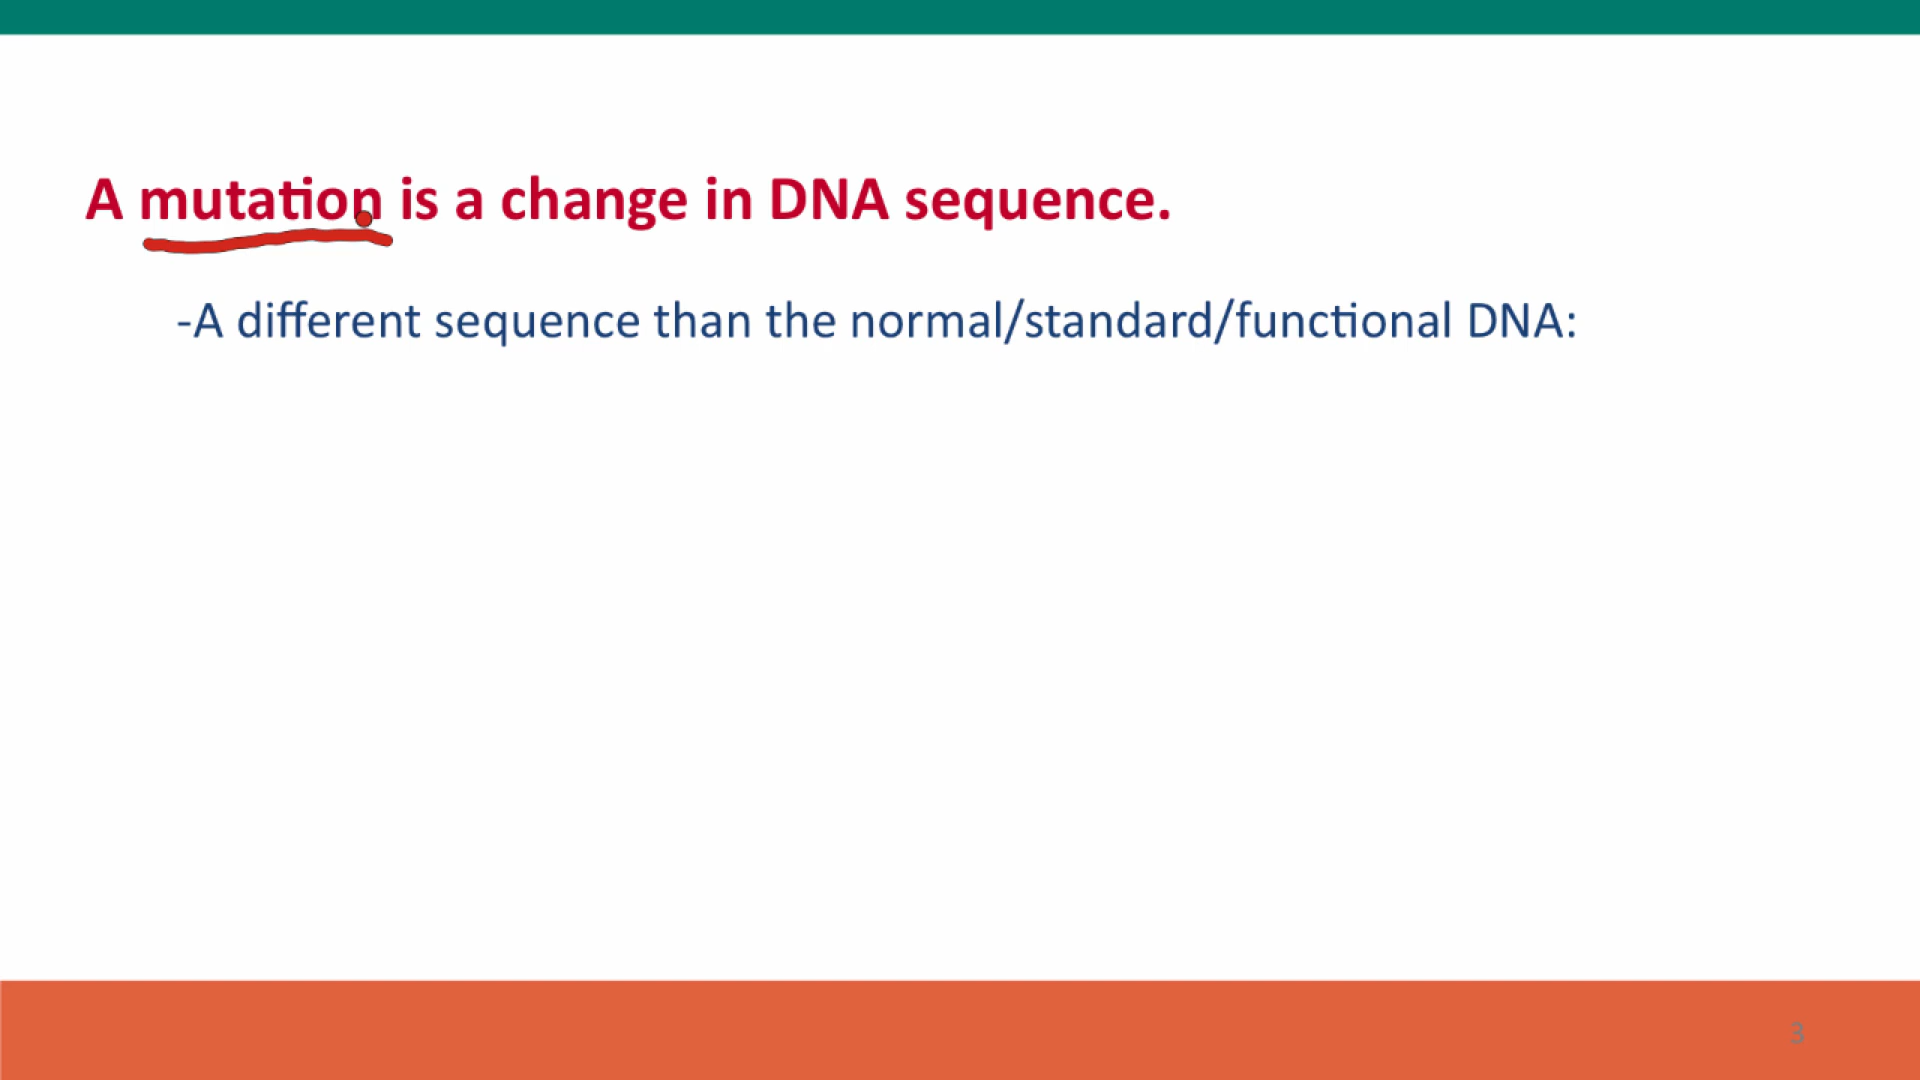 A mutation is a change in DNA sequence.
-A different sequence than the normal/standard/functional DNA:
3